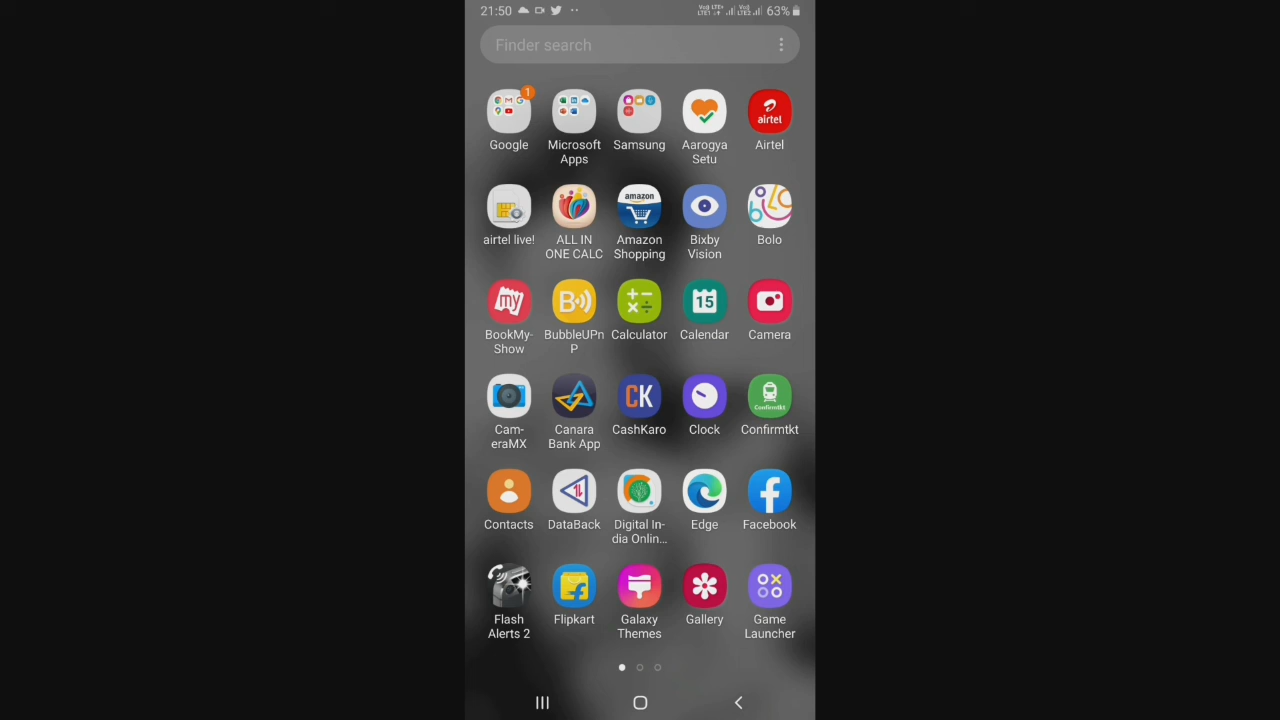 21:50
63%
Finder search
1
Google
Microsoft
Apps
Samsung
Aarogya
Setu
airtel
Airtel
airtel live!
ALL IN
ONE CALC
amazon
Amazon
Shopping
Bixby
Vision
Bolo
my
BookMy-
Show
B
BubbleUPn
P
Calculator
15
Calendar
Camera
Cam-
eraMX
Canara
Bank App
CK
CashKaro
Clock
Confirmtkt
Confirmtkt
Contacts
DataBack
Digital In-
dia Onlin...
Edge
Facebook
Flash
Alerts 2
Flipkart
Galaxy
Themes
Gallery
Game
Launcher